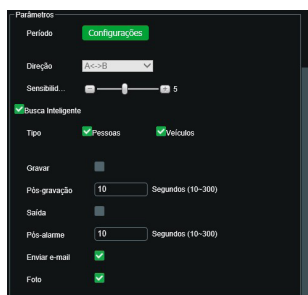 Parâmetros
Período Configurações
Direção A<->B
Sensibilid... 5
Busca Inteligente
Tipo Pessoas Veículos
Gravar
Pós-gravação 10 Segundos (10~300)
Saída
Pós-alarme 10 Segundos (10~300)
Enviar e-mail
Foto